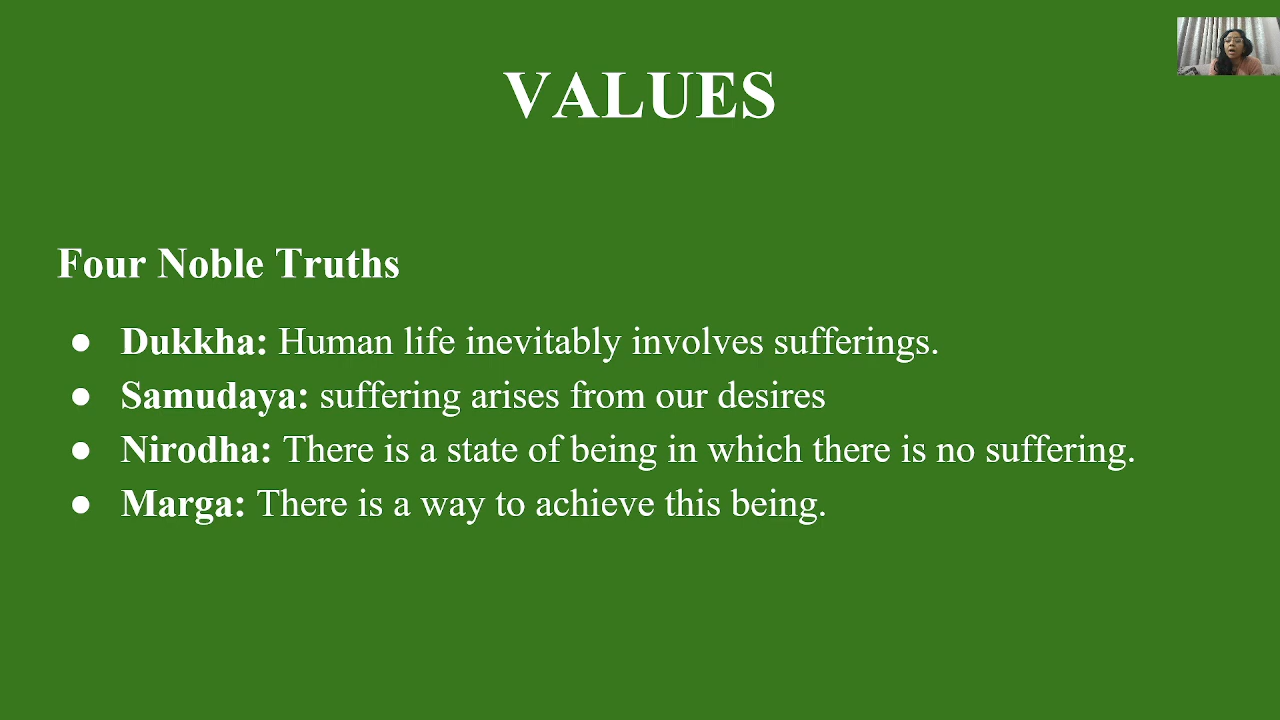 VALUES
Four Noble Truths
● Dukkha: Human life inevitably involves sufferings.
● Samudaya: suffering arises from our desires
● Nirodha: There is a state of being in which there is no suffering.
● Marga: There is a way to achieve this being.